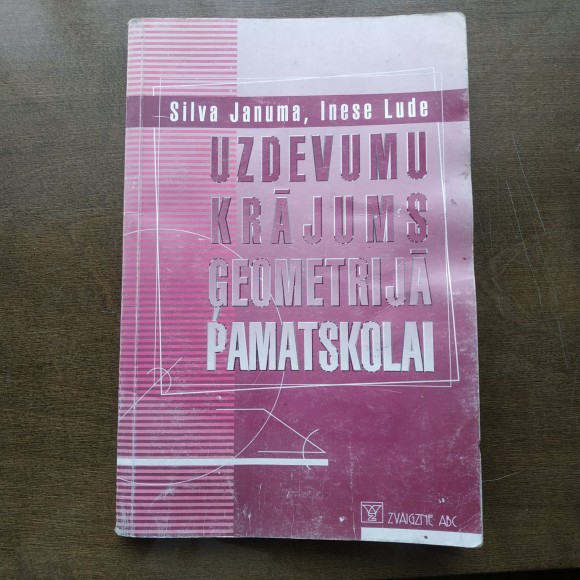 Silva Januma, Inese Lude
UZDEVUMU
KRĀJUMS
ĢEOMETRIJĀ
PAMATSKOLAI
ZVAIGZNE ABC